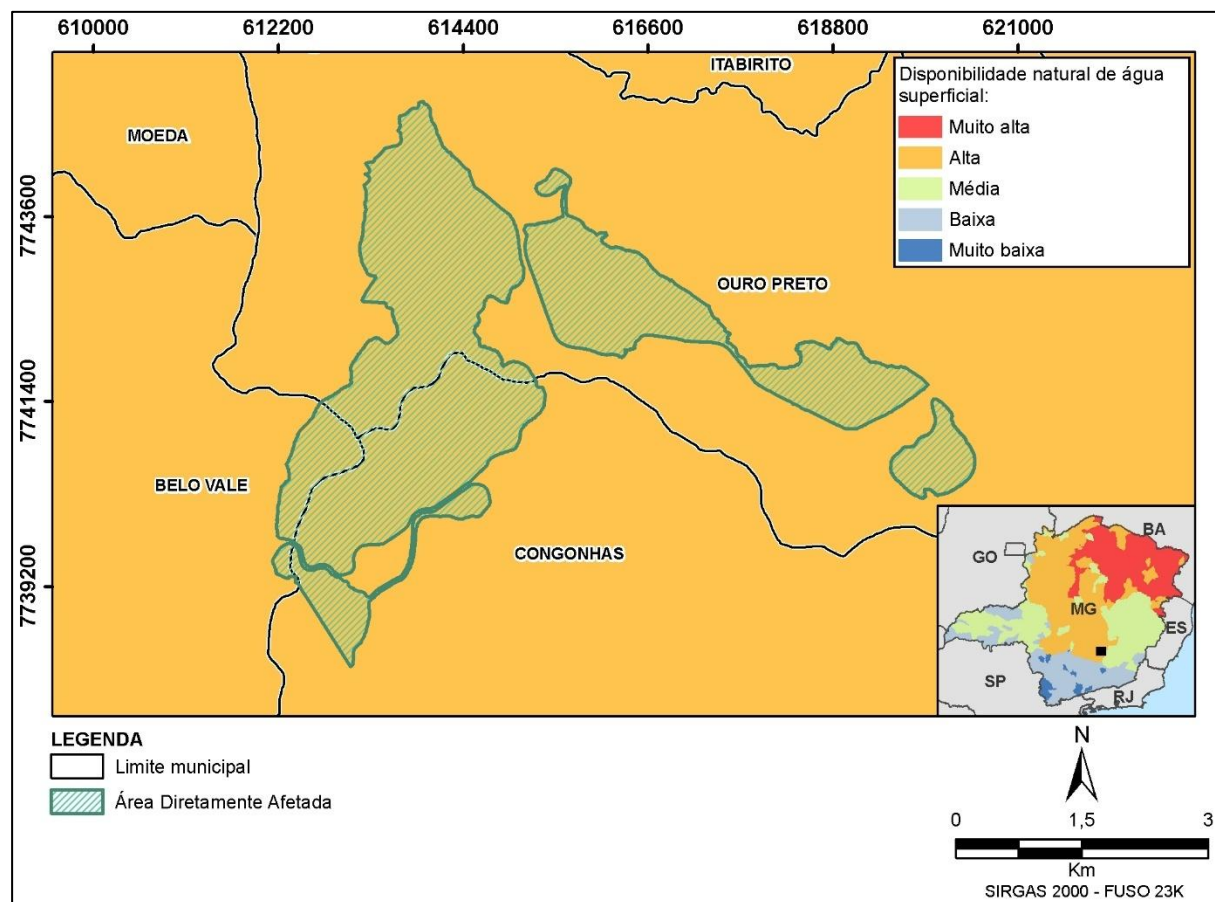 610000 612200 614400 616600 618800 621000
7743600
7741400
7739200
ITABIRITO
MOEDA
OURO PRETO
BELO VALE
CONGONHAS
Disponibilidade natural de água
superficial:
Muito alta
Alta
Média
Baixa
Muito baixa
BA
GO
MG
ES
SP
RJ
LEGENDA
Limite municipal
Área Diretamente Afetada
N
0 1,5 3
Km
SIRGAS 2000 - FUSO 23K